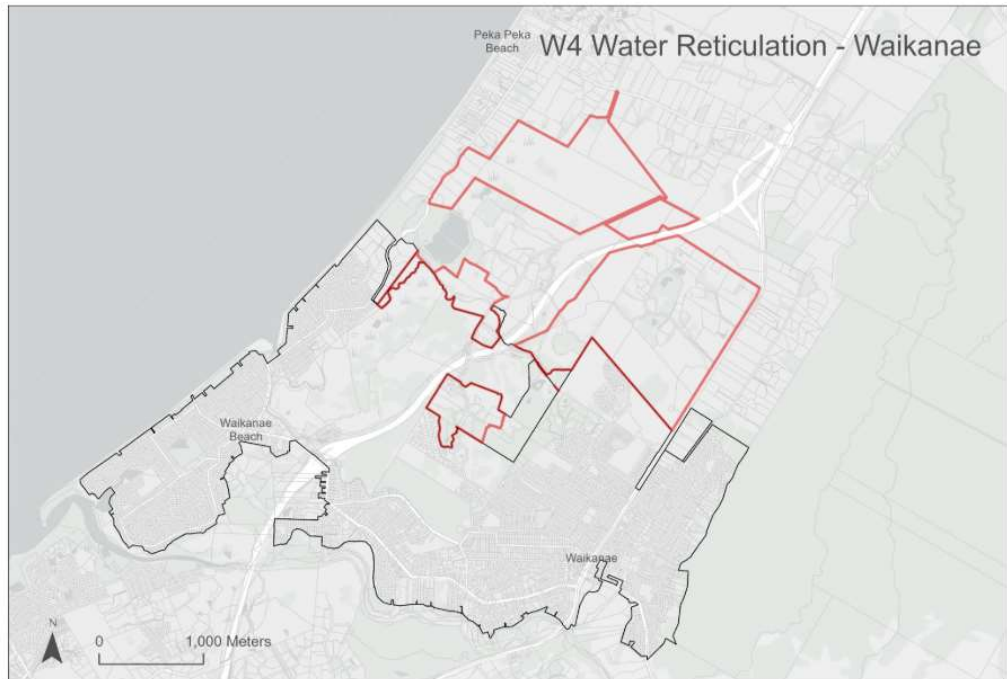 Peka Peka
Beach
W4 Water Reticulation - Waikanae
Waikanae
Beach
Waikanae
N
0
1,000 Meters